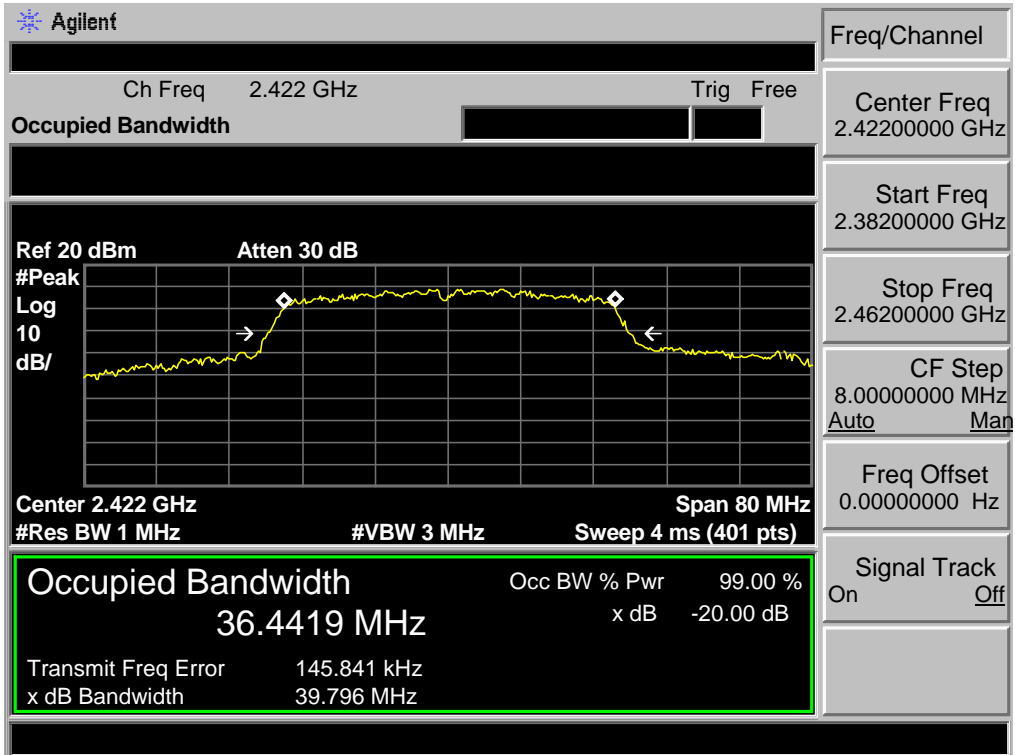 Agilent
Freq/Channel
Ch Freq 2.422 GHz Trig Free
Occupied Bandwidth
Center Freq
2.42200000 GHz
Start Freq
2.38200000 GHz
Ref 20 dBm Atten 30 dB
#Peak
Log
10
dB/
Stop Freq
2.46200000 GHz
CF Step
8.00000000 MHz
Auto Man
Freq Offset
0.00000000 Hz
Center 2.422 GHz Span 80 MHz
#Res BW 1 MHz #VBW 3 MHz Sweep 4 ms (401 pts)
Signal Track
On Off
Occupied Bandwidth Occ BW % Pwr 99.00 %
36.4419 MHz x dB -20.00 dB
Transmit Freq Error 145.841 kHz
x dB Bandwidth 39.796 MHz